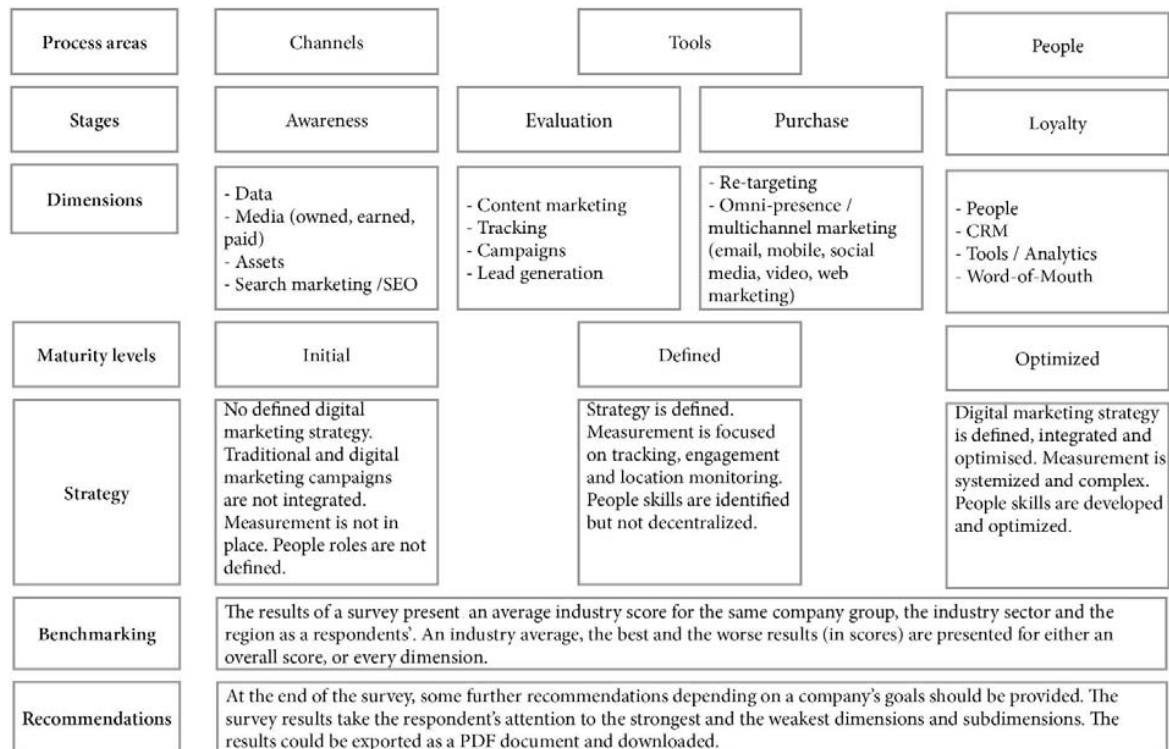 Process areas
Channels
Tools
People
Stages
Awareness
Evaluation
Purchase
Loyalty
Dimensions
- Data
- Media (owned, earned,
paid)
- Assets
- Search marketing /SEO
- Content marketing
- Tracking
- Campaigns
- Lead generation
- Re-targeting
- Omni-presence /
multichannel marketing
(email, mobile, social
media, video, web
marketing)
- People
- CRM
- Tools / Analytics
- Word-of-Mouth
Maturity levels
Initial
Defined
Optimized
Strategy
No defined digital
marketing strategy.
Traditional and digital
marketing campaigns
are not integrated.
Measurement is not in
place. People roles are not
defined.
Strategy is defined.
Measurement is focused
on tracking, engagement
and location monitoring.
People skills are identified
but not decentralized.
Digital marketing strategy
is defined, integrated and
optimised. Measurement is
systemized and complex.
People skills are developed
and optimized.
Benchmarking
The results of a survey present an average industry score for the same company group, the industry sector and the
region as a respondents'. An industry average, the best and the worse results (in scores) are presented for either an
overall score, or every dimension.
Recommendations
At the end of the survey, some further recommendations depending on a company's goals should be provided. The
survey results take the respondent's attention to the strongest and the weakest dimensions and subdimensions. The
results could be exported as a PDF document and downloaded.